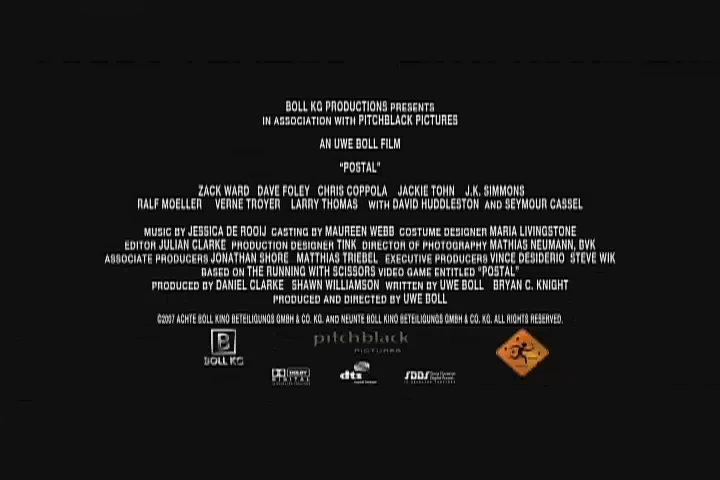 BOLL KG PRODUCTIONS PRESENTS
IN ASSOCIATION WITH PITCHBLACK PICTURES
AN UWE BOLL FILM
"POSTAL"
ZACK WARD DAVE FOLEY CHRIS COPPOLA JACKIE TOHN J.K. SIMMONS
RALF MOELLER VERNE TROYER LARRY THOMAS WITH DAVID HUDDLESTON AND SEYMOUR CASSEL
MUSIC BY JESSICA DE ROOIJ CASTING BY MAUREEN WEBB COSTUME DESIGNER MARIA LIVINGSTONE
EDITOR JULIAN CLARKE PRODUCTION DESIGNER TINK DIRECTOR OF PHOTOGRAPHY MATHIAS NEUMANN, BVK
ASSOCIATE PRODUCERS JONATHAN SHORE MATTHIAS TRIEBEL EXECUTIVE PRODUCERS VINCE DESIDERIO STEVE WIK
BASED ON THE RUNNING WITH SCISSORS VIDEO GAME ENTITLED "POSTAL"
PRODUCED BY DANIEL CLARKE SHAWN WILLIAMSON WRITTEN BY UWE BOLL BRYAN C. KNIGHT
PRODUCED AND DIRECTED BY UWE BOLL
©2007 ACHTE BOLL KINO BETEILIGUNGS GMBH & CO. KG. AND NEUNTE BOLL KINO BETEILIGUNGS GMBH & CO. KG. ALL RIGHTS RESERVED.
B
BOLL KG
pitchblack
PICTURES
DOLBY
DIGITAL
dts
SDDS